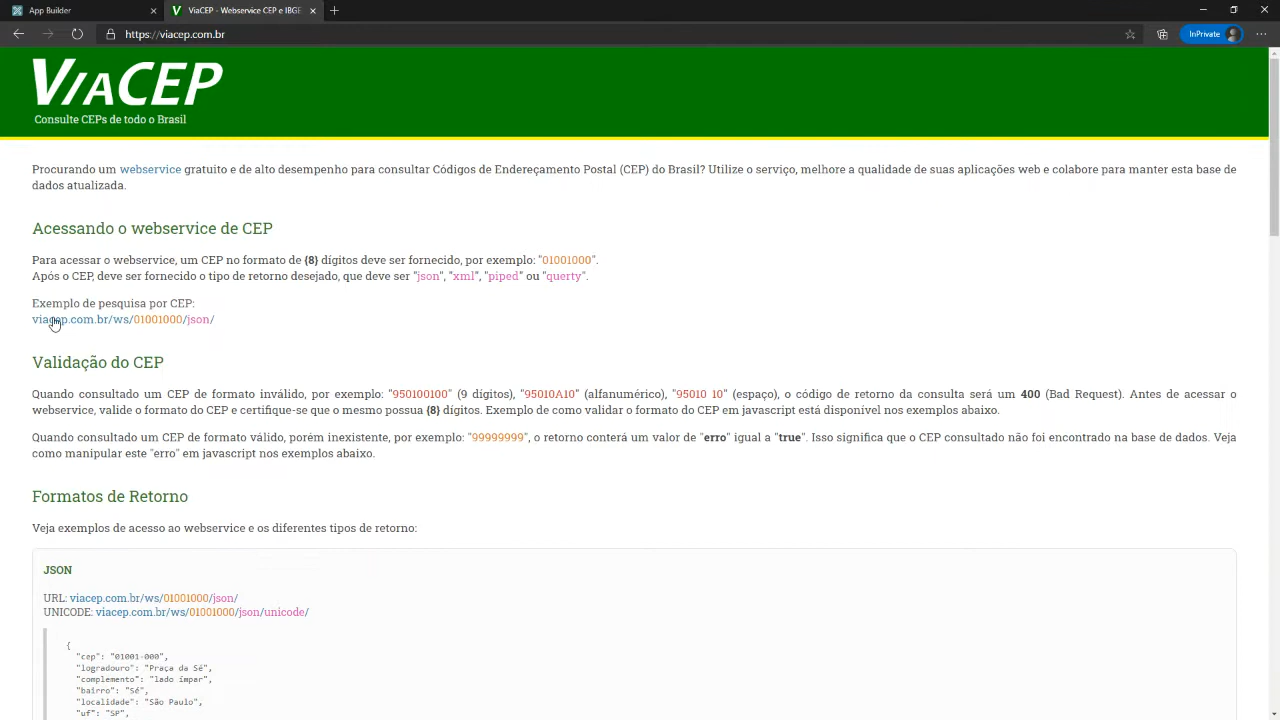 App Builder
ViaCEP - Webservice CEP e IBGE
https://viacep.com.br
InPrivate
ViaCEP
Consulte CEPs de todo o Brasil
Procurando um webservice gratuito e de alto desempenho para consultar Códigos de Endereçamento Postal (CEP) do Brasil? Utilize o serviço, melhore a qualidade de suas aplicações web e colabore para manter esta base de
dados atualizada.
Acessando o webservice de CEP
Para acessar o webservice, um CEP no formato de {8} dígitos deve ser fornecido, por exemplo: "01001000".
Após o CEP, deve ser fornecido o tipo de retorno desejado, que deve ser "json", "xml", "piped" ou "querty".
Exemplo de pesquisa por CEP:
viacep.com.br/ws/01001000/json/
Validação do CEP
Quando consultado um CEP de formato inválido, por exemplo: "950100100" (9 dígitos), "95010A10" (alfanumérico), "95010 10" (espaço), o código de retorno da consulta será um 400 (Bad Request). Antes de acessar o
webservice, valide o formato do CEP e certifique-se que o mesmo possua {8} dígitos. Exemplo de como validar o formato do CEP em javascript está disponível nos exemplos abaixo.
Quando consultado um CEP de formato válido, porém inexistente, por exemplo: "99999999", o retorno conterá um valor de "erro" igual a "true". Isso significa que o CEP consultado não foi encontrado na base de dados. Veja
como manipular este "erro" em javascript nos exemplos abaixo.
Formatos de Retorno
Veja exemplos de acesso ao webservice e os diferentes tipos de retorno:
JSON
URL: viacep.com.br/ws/01001000/json/
UNICODE: viacep.com.br/ws/01001000/json/unicode/
{
"cep": "01001-000",
"logradouro": "Praça da Sé",
"complemento": "lado ímpar",
"bairro": "Sé",
"localidade": "São Paulo",
"uf": "SP",